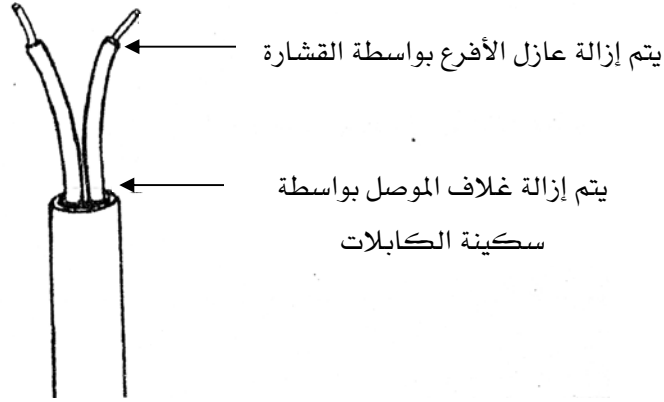 يتم إزالة عازل الأفرع بواسطة القشارة
يتم إزالة غلاف الموصل بواسطة
سكينة الكابلات